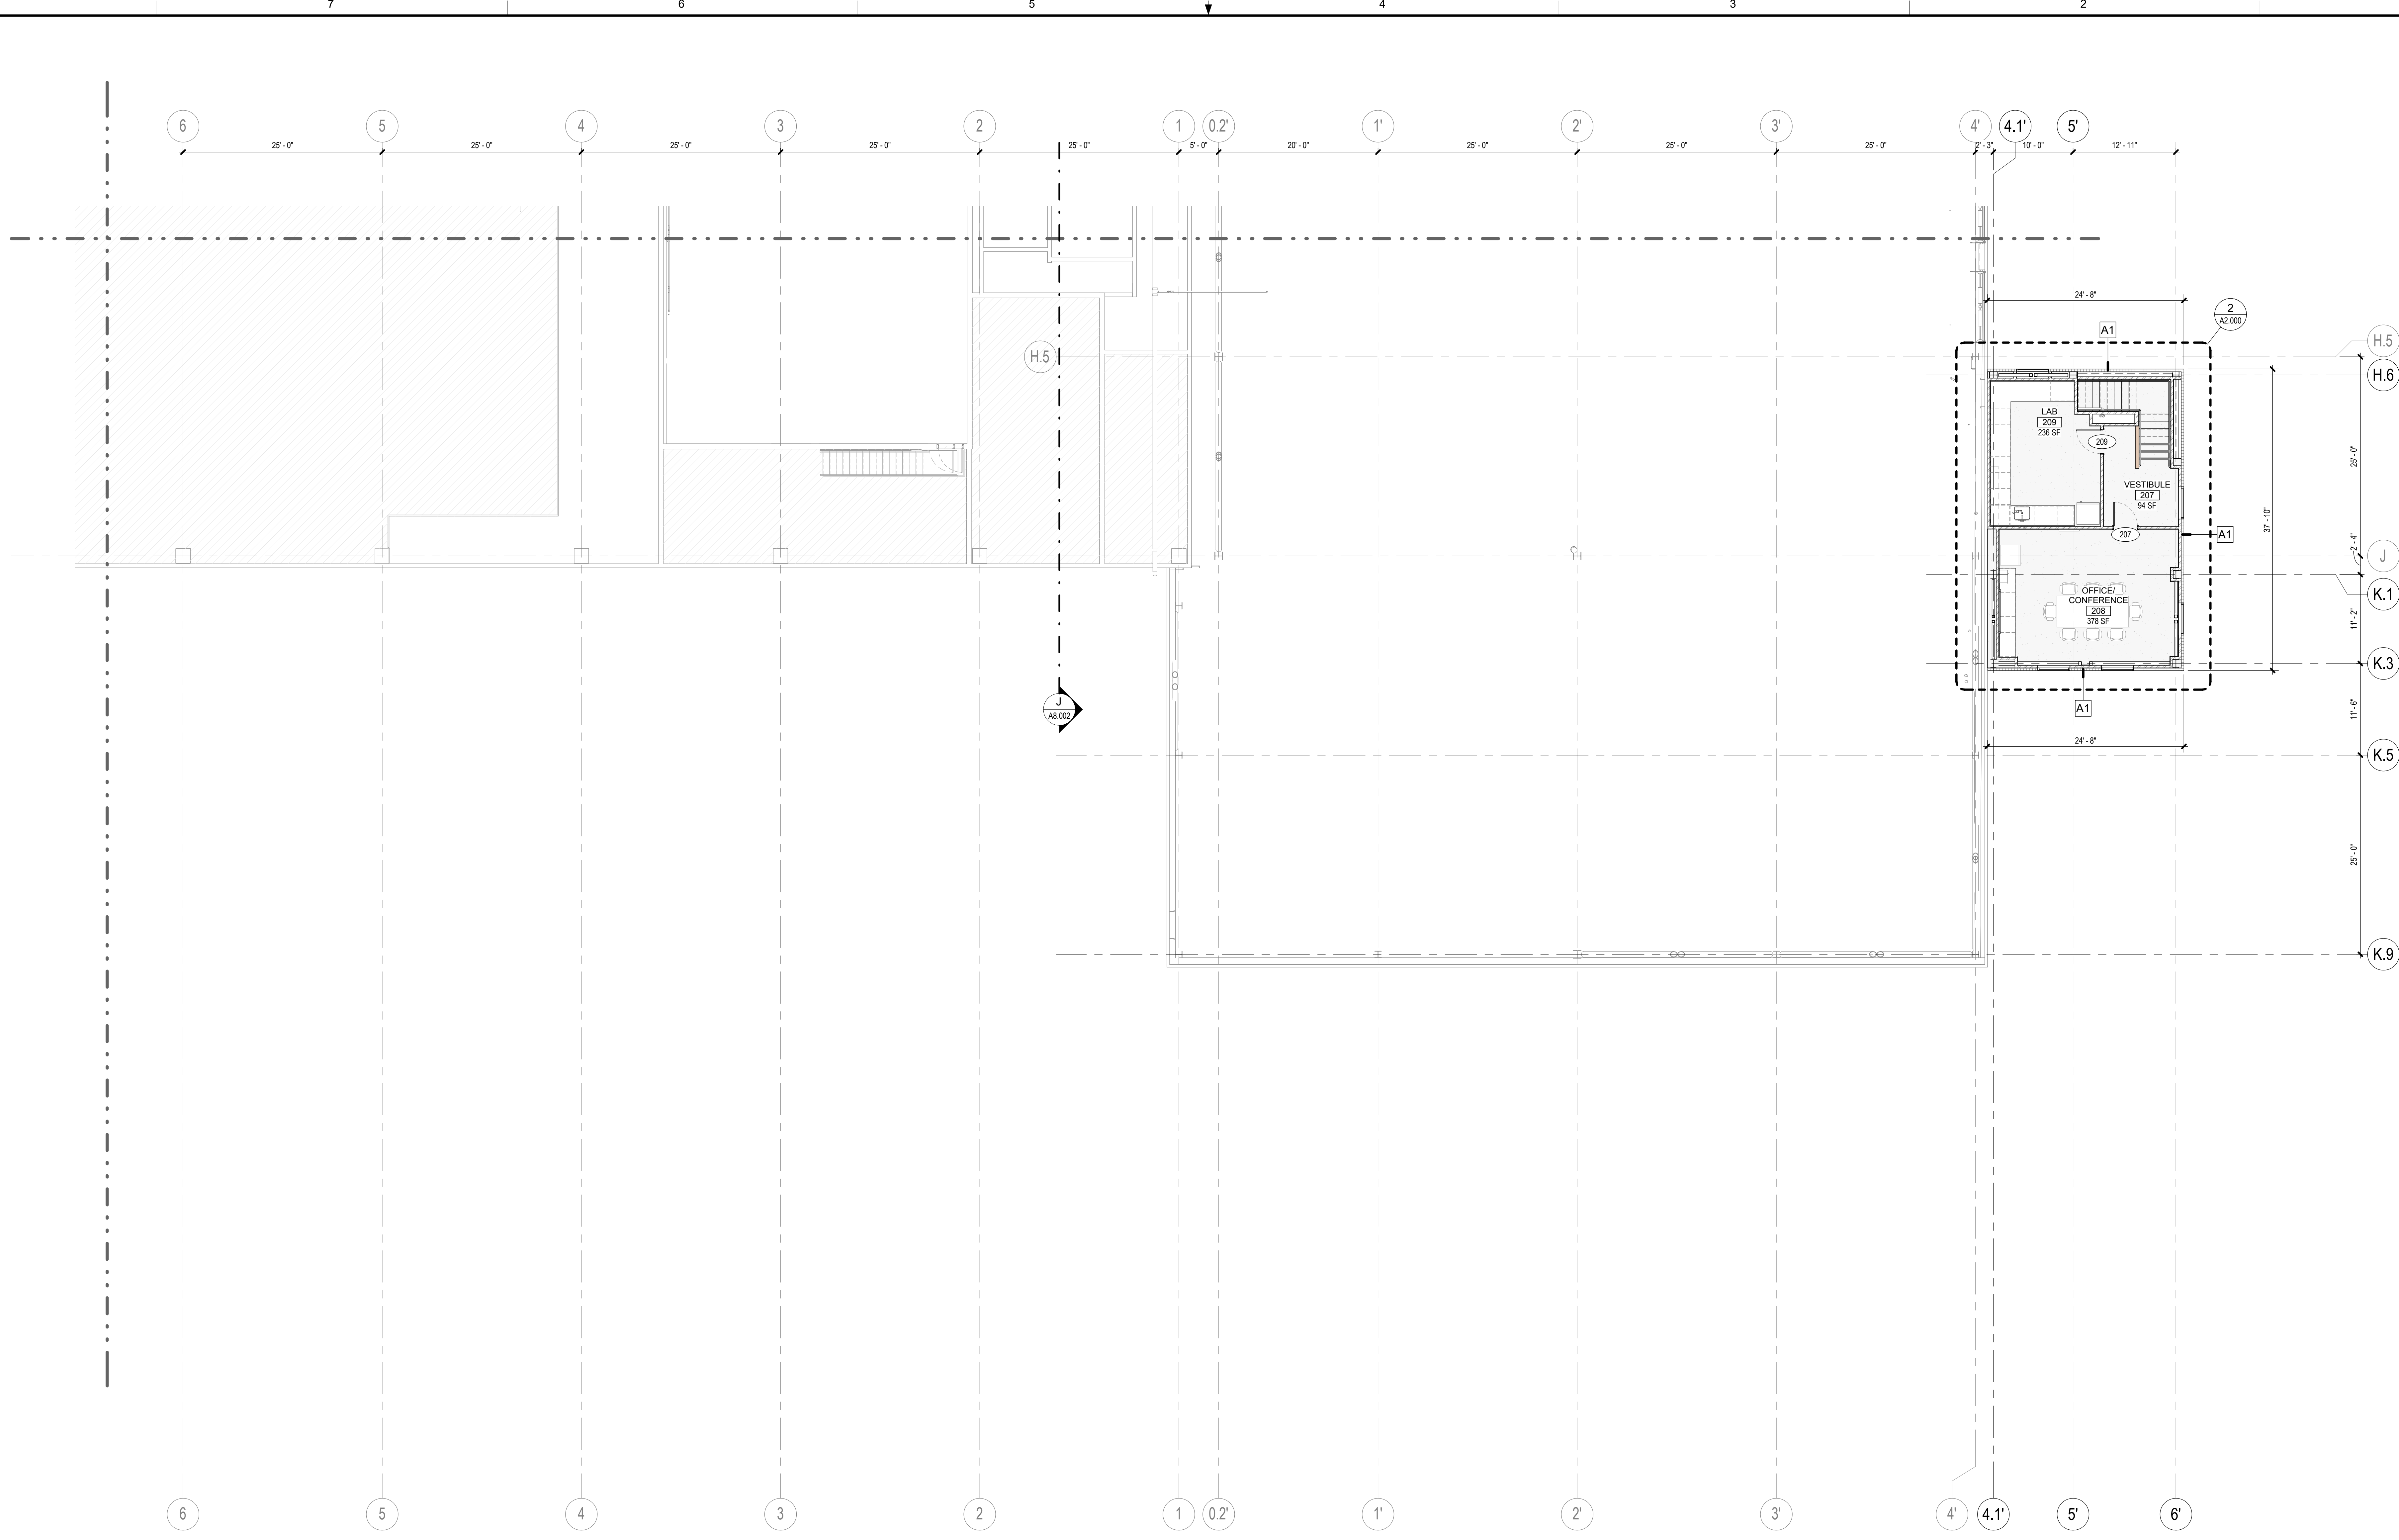 7 6 5 4 3 2
6 5 4 3 2 1 0.2' 1' 2' 3' 4' 4.1' 5'
25' - 0" 25' - 0" 25' - 0" 25' - 0" 25' - 0" 5' - 0" 20' - 0" 25' - 0" 25' - 0" 25' - 0" 2' - 3" 10' - 0" 12' - 11"
24' - 8"
2
A2.000
A1
H.5
H.5
H.6
LAB
209
236 SF
209
25' - 0"
VESTIBULE
207
94 SF
37' - 10"
A1
207
2' - 4"
J
K.1
OFFICE/
CONFERENCE
208
378 SF
11' - 2"
K.3
J
A8.002
A1
11' - 6"
24' - 8"
K.5
25' - 0"
K.9
6 5 4 3 2 1 0.2' 1' 2' 3' 4' 4.1' 5' 6'